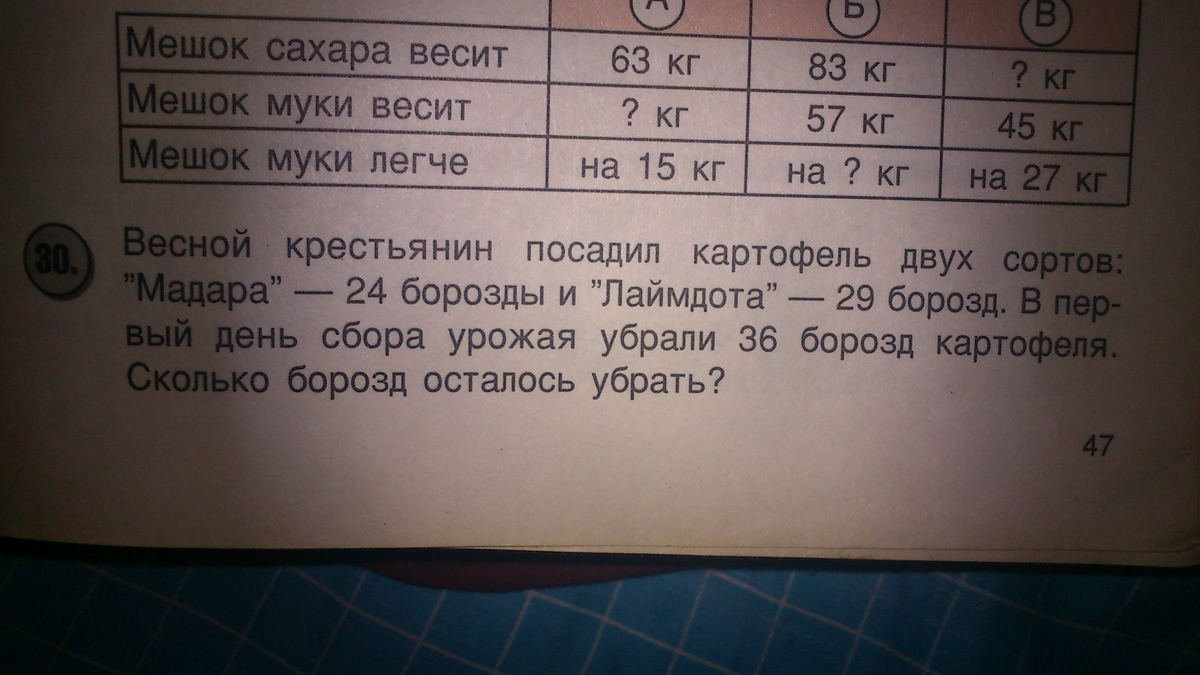 А Б В
Мешок сахара весит 63 кг 83 кг ? кг
Мешок муки весит ? кг 57 кг 45 кг
Мешок муки легче на 15 кг на ? кг на 27 кг
30. Весной крестьянин посадил картофель двух сортов:
”Мадара” — 24 борозды и ”Лаймдота” — 29 борозд. В пер-
вый день сбора урожая убрали 36 борозд картофеля.
Сколько борозд осталось убрать?
47